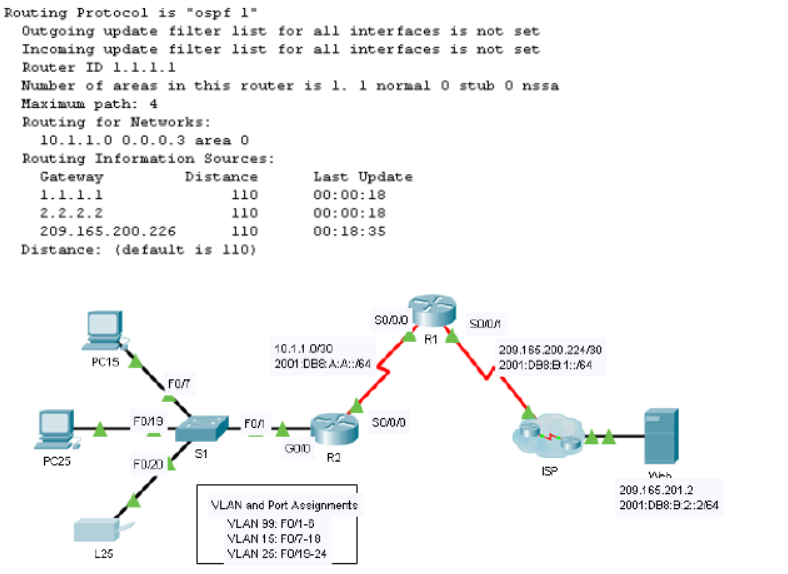 Routing Protocol is "ospf 1"
Outgoing update filter list for all interfaces is not set
Incoming update filter list for all interfaces is not set
Router ID 1.1.1.1
Number of areas in this router is 1. 1 normal 0 stub 0 nssa
Maximum path: 4
Routing for Networks:
10.1.1.0 0.0.0.3 area 0
Routing Information Sources:
Gateway Distance Last Update
1.1.1.1 110 00:00:18
2.2.2.2 110 00:00:18
209.165.200.226 110 00:18:35
Distance: (default is 110)
S0/0/0
S0/0/1
R1
10.1.1.0/30
2001:DB8:A:A::/64
209.165.200.224/30
2001:DB8:B:1::/64
PC15
F0/7
F0/19
F0/1
S0/0/0
PC25
S1
G0/0
R2
F0/20
ISP
Web
209.165.201.2
2001:DB8:B:2::2/64
L25
VLAN and Port Assignments
VLAN 99: F0/1-6
VLAN 15: F0/7-18
VLAN 25: F0/19-24